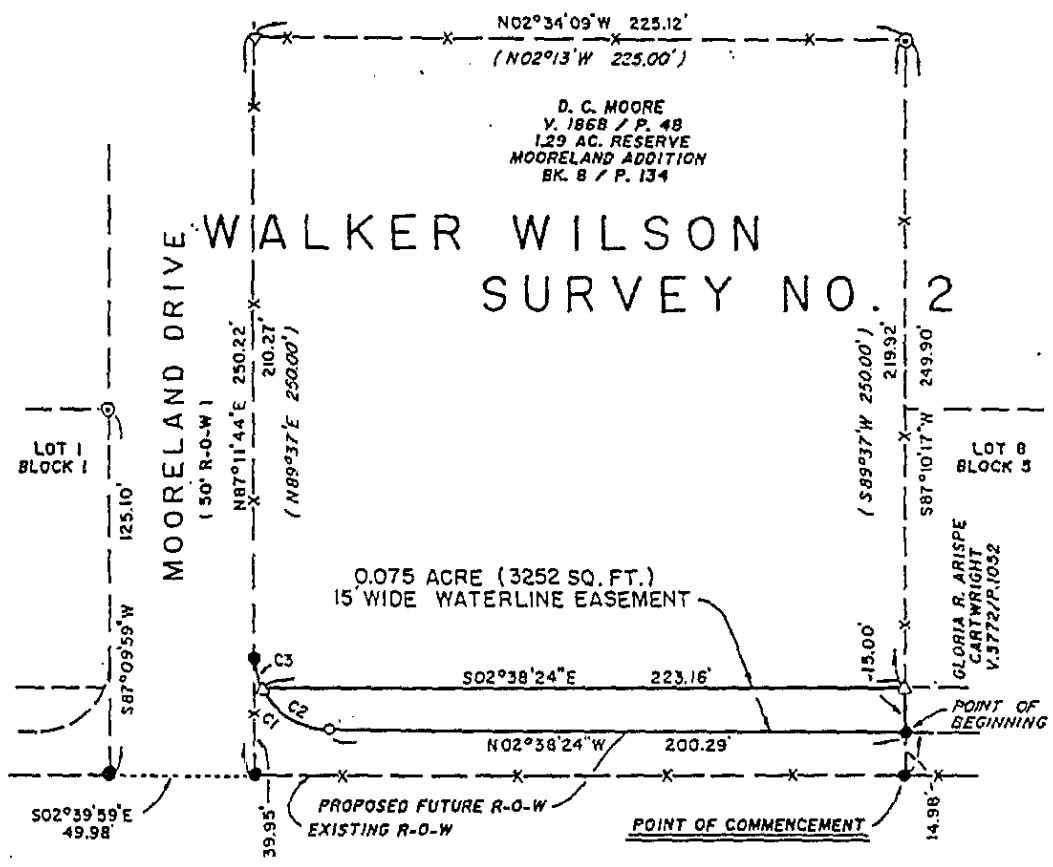 N02°34'09"W 225.12'
(N02°13'W 225.00')
D. C. MOORE
V. 1868 / P. 48
1.29 AC. RESERVE
MOORELAND ADDITION
BK. 8 / P. 134
WALKER WILSON
SURVEY NO. 2
MOORELAND DRIVE
(50' R-O-W)
N87°11'44"E 250.22'
210.27'
(N89°37'E 250.00')
(S89°37'W 250.00')
219.92'
249.90'
S87°10'17"W
LOT 1
BLOCK 1
LOT 8
BLOCK 5
125.10'
S87°09'59"W
GLORIA R. ARISPE
CARTWRIGHT
V.3772/P.1052
0.075 ACRE (3252 SQ. FT.)
15' WIDE WATERLINE EASEMENT
15.00'
C3
S02°38'24"E 223.16'
C2
C1
POINT OF
BEGINNING
N02°38'24"W 200.29'
S02°39'59"E
49.98'
39.95'
PROPOSED FUTURE R-O-W
EXISTING R-O-W
POINT OF COMMENCEMENT
14.98'